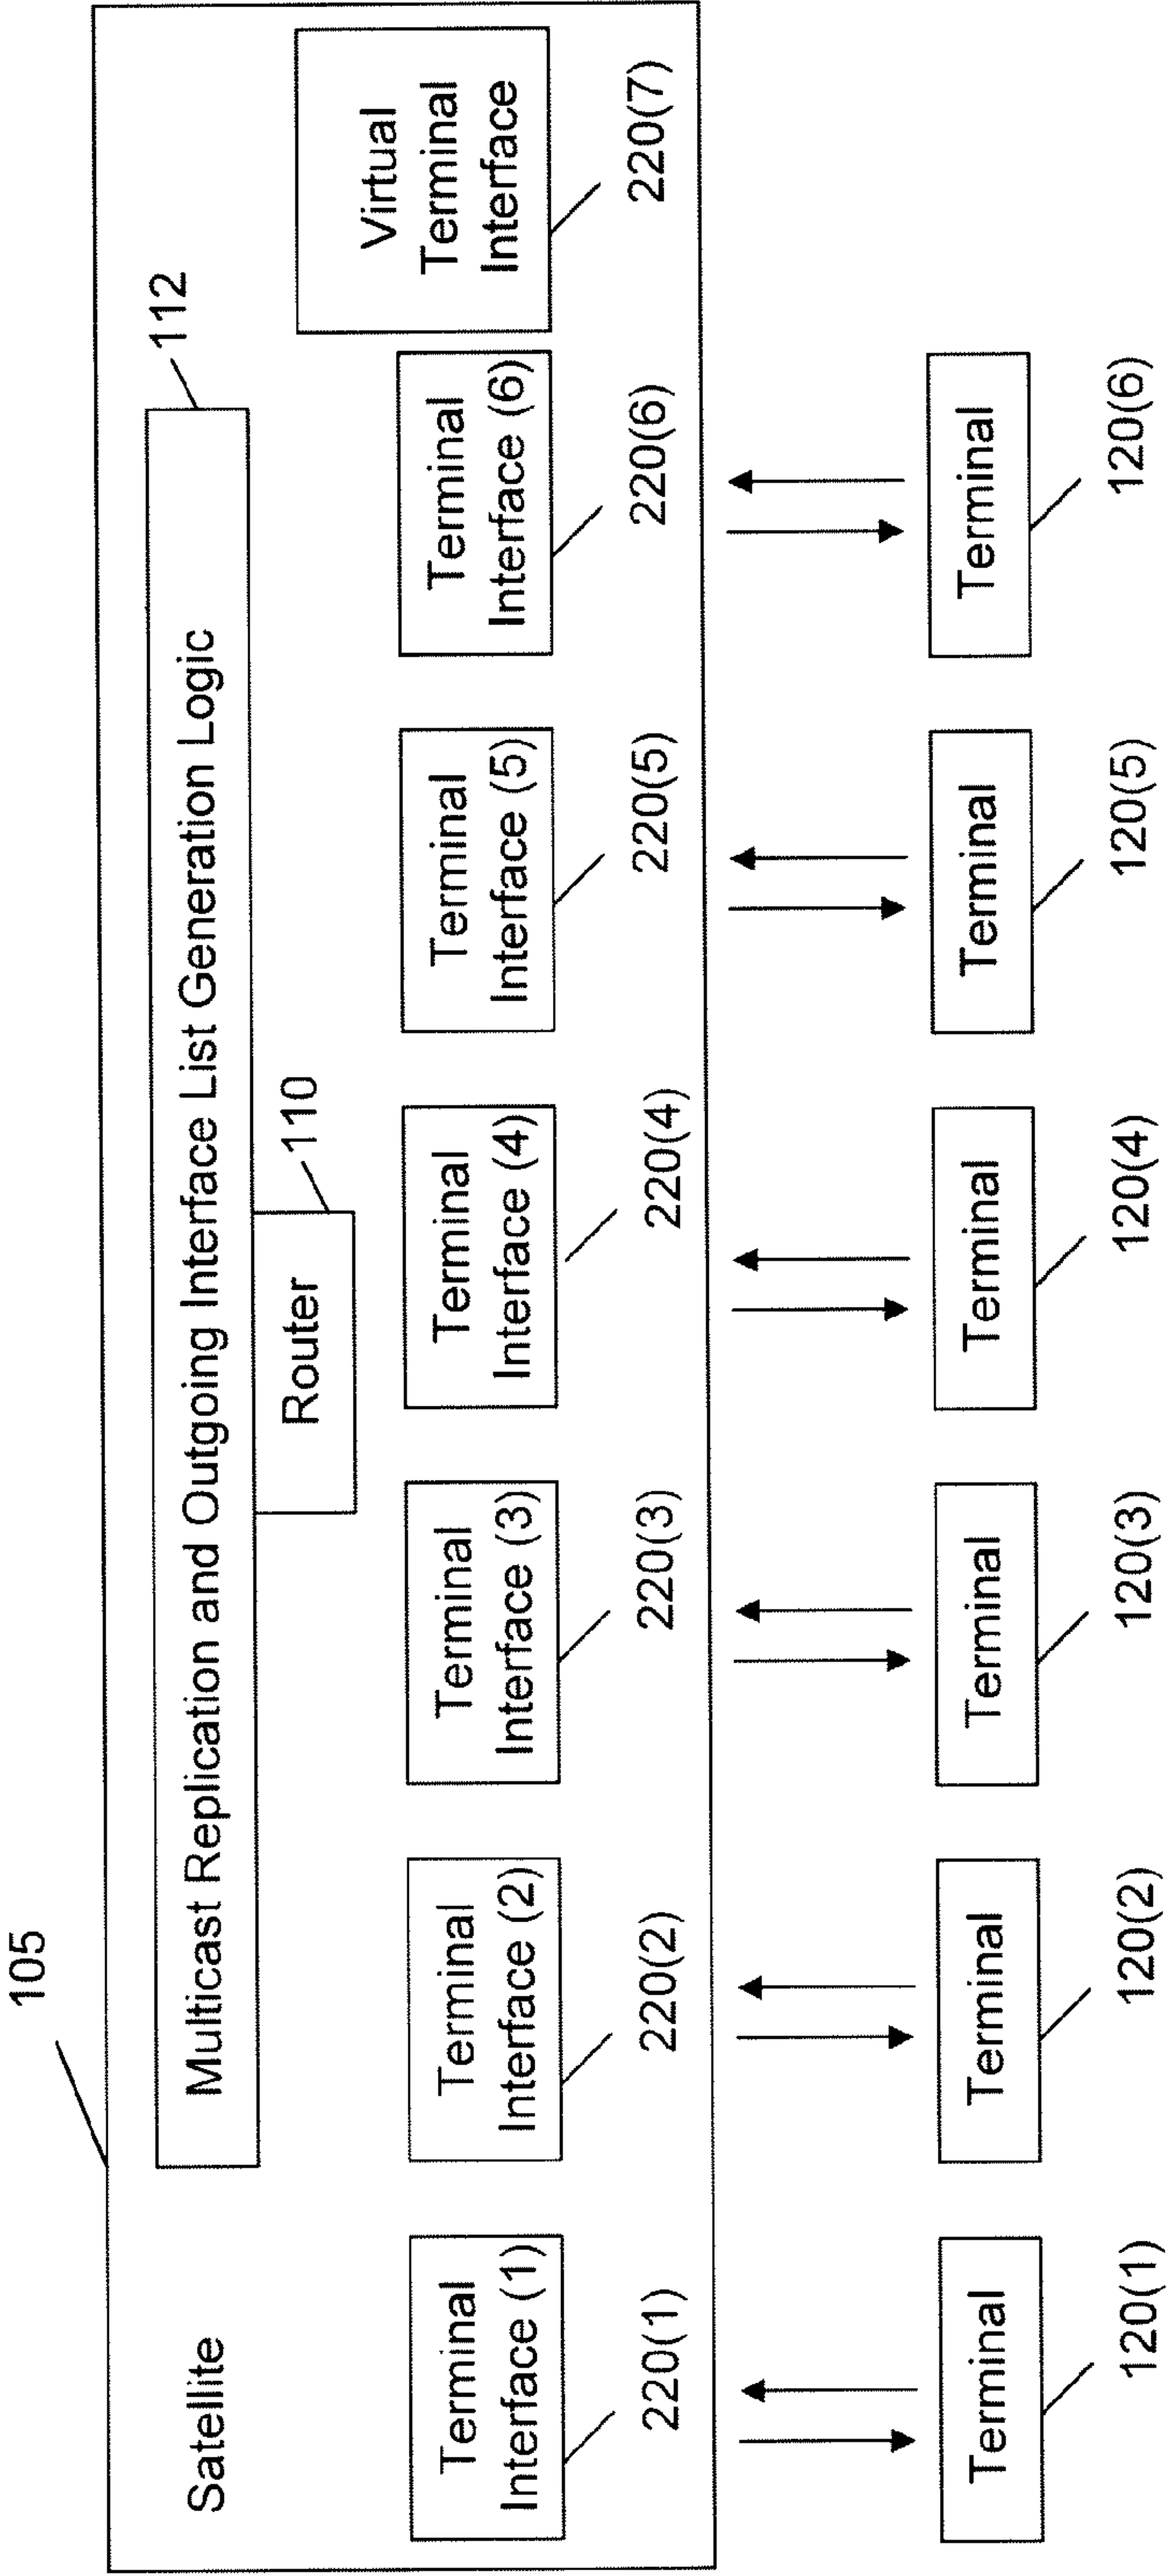 105
Satellite
Multicast Replication and Outgoing Interface List Generation Logic
112
Router
110
Terminal
Interface (1)
220(1)
Terminal
Interface (2)
220(2)
Terminal
Interface (3)
220(3)
Terminal
Interface (4)
220(4)
Terminal
Interface (5)
220(5)
Terminal
Interface (6)
220(6)
Virtual
Terminal
Interface
220(7)
Terminal
120(1)
Terminal
120(2)
Terminal
120(3)
Terminal
120(4)
Terminal
120(5)
Terminal
120(6)